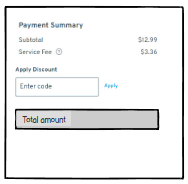 Payment Summary
Subtotal $12.99
Service Fee ? $3.36
Apply Discount
Enter code Apply
Total amount